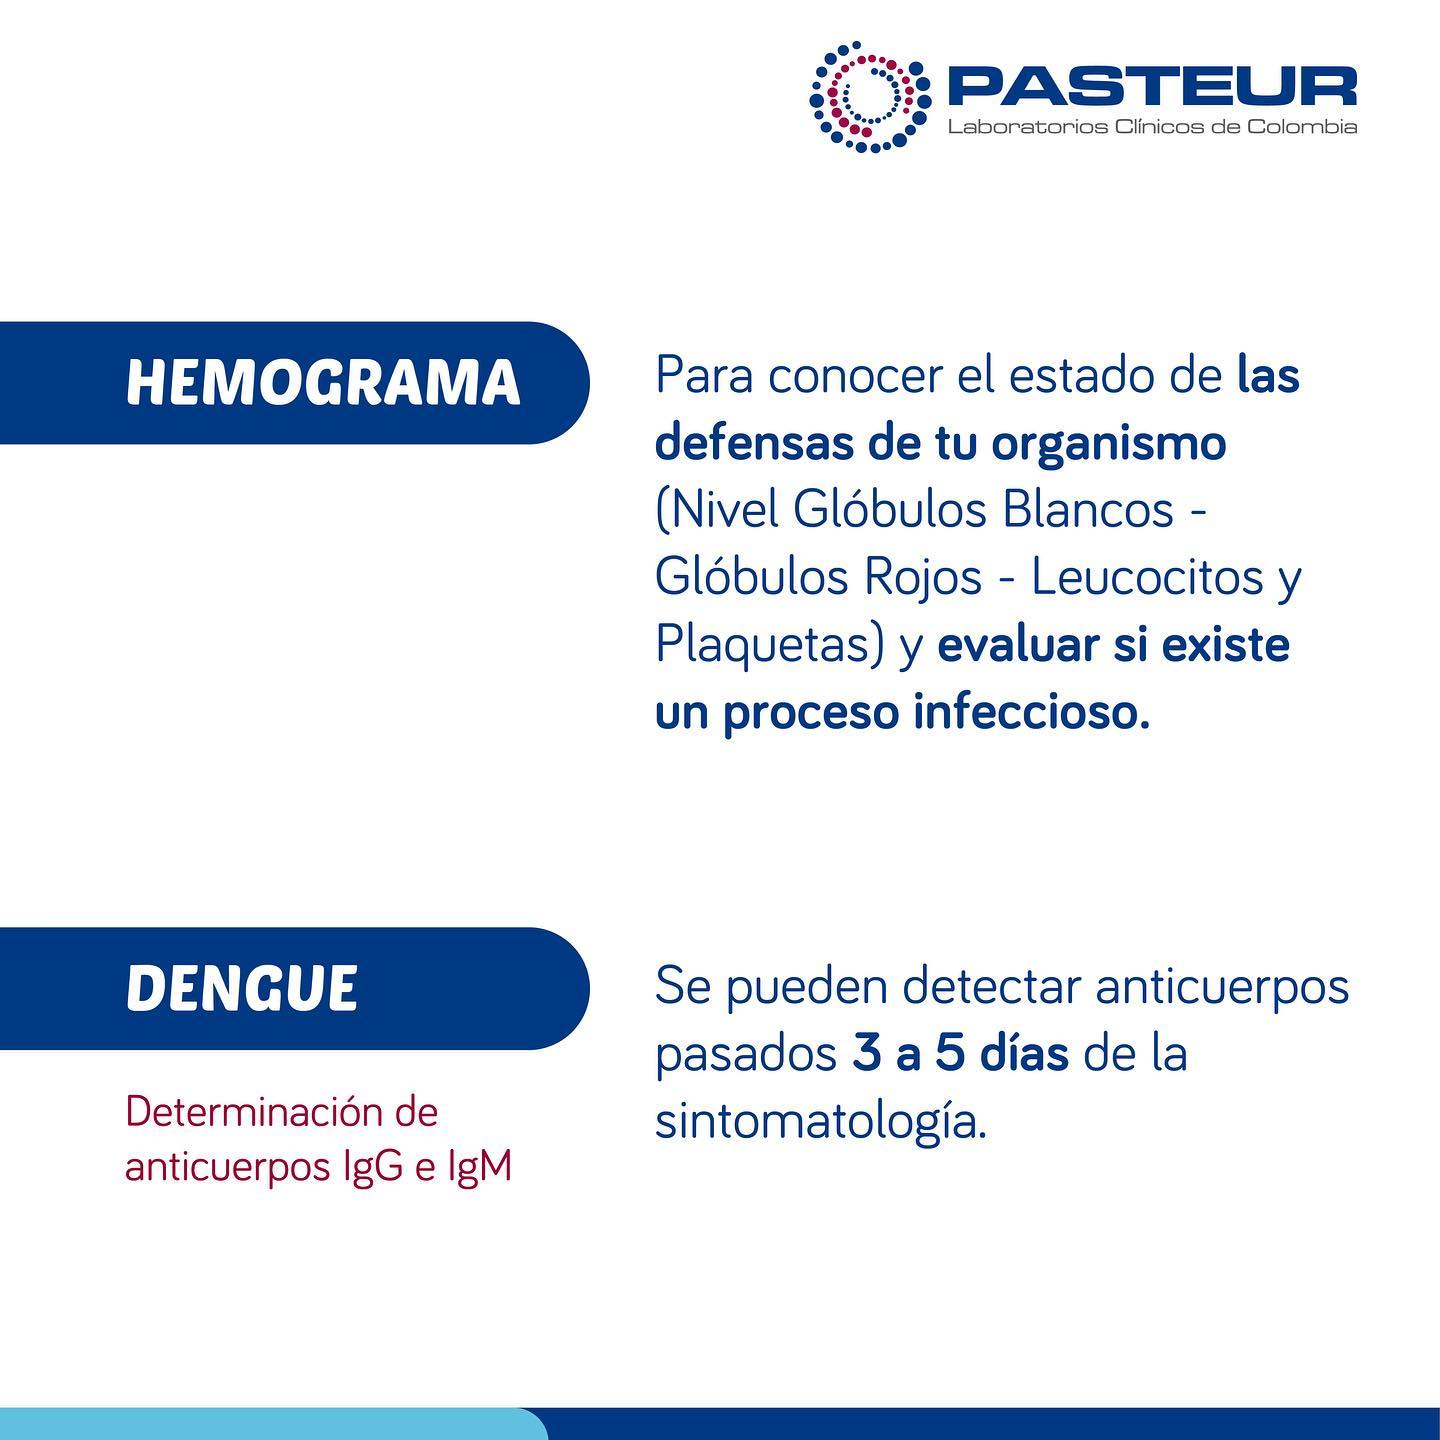 PASTEUR
Laboratorios Clínicos de Colombia
HEMOGRAMA
Para conocer el estado de las
defensas de tu organismo
(Nivel Glóbulos Blancos -
Glóbulos Rojos - Leucocitos y
Plaquetas) y evaluar si existe
un proceso infeccioso.
DENGUE
Determinación de
anticuerpos IgG e IgM
Se pueden detectar anticuerpos
pasados 3 a 5 días de la
sintomatología.